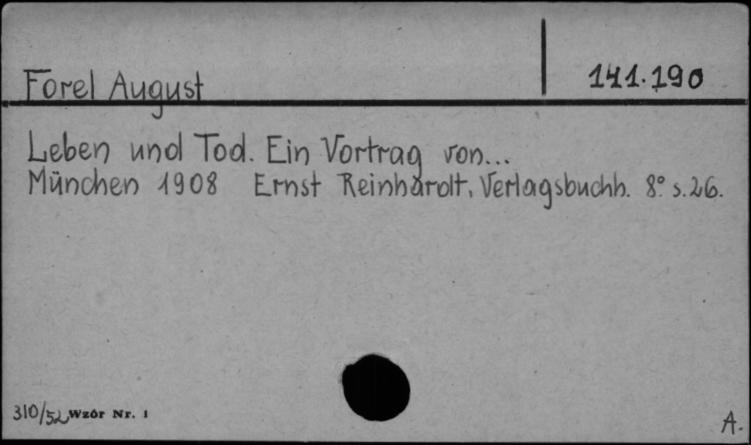 Forel August
141.190
Leben und Tod. Ein Vortrag von...
München 1908 Ernst Reinhardt, Verlagsbuchh. 8° s.26.
310/52 Wzór Nr. 1
A.